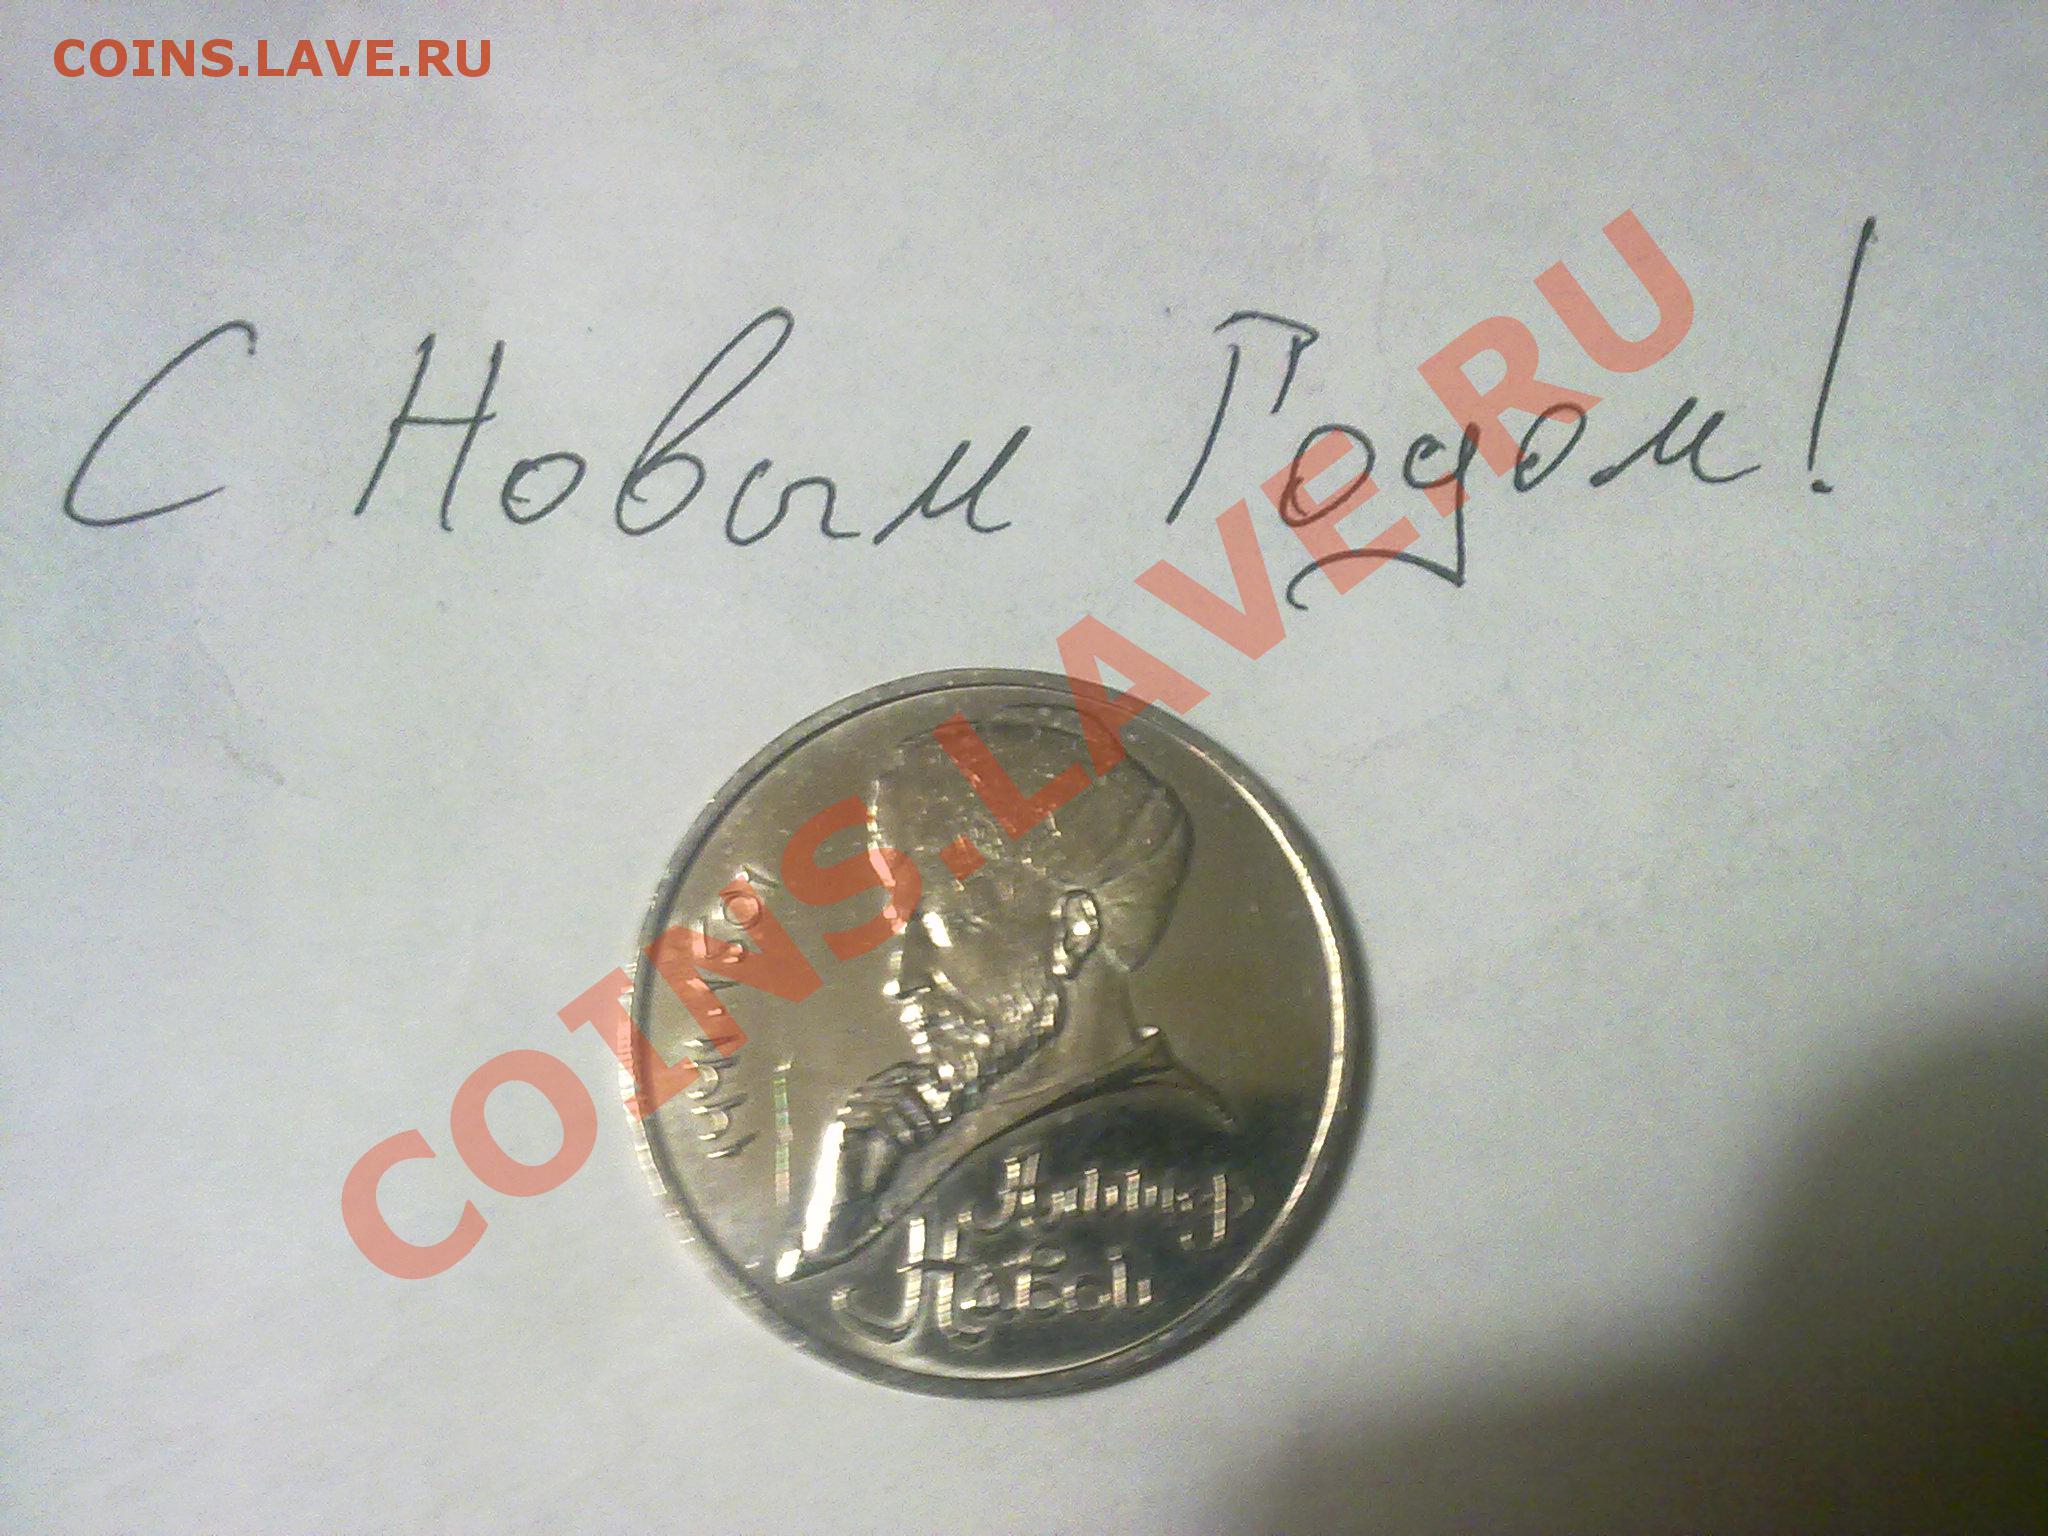 COINS.LAVE.RU
С Новым Годом!
COINS.LAVE.RU
Алишер
Навои